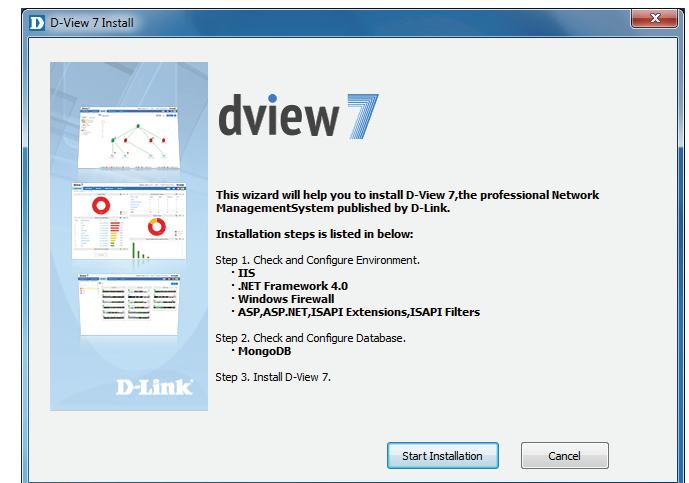 D-View 7 Install
dview 7
This wizard will help you to install D-View 7,the professional Network
ManagementSystem published by D-Link.
Installation steps is listed in below:
Step 1. Check and Configure Environment.
· IIS
· .NET Framework 4.0
· Windows Firewall
· ASP,ASP.NET,ISAPI Extensions,ISAPI Filters
Step 2. Check and Configure Database.
· MongoDB
Step 3. Install D-View 7.
D-Link
Start Installation
Cancel